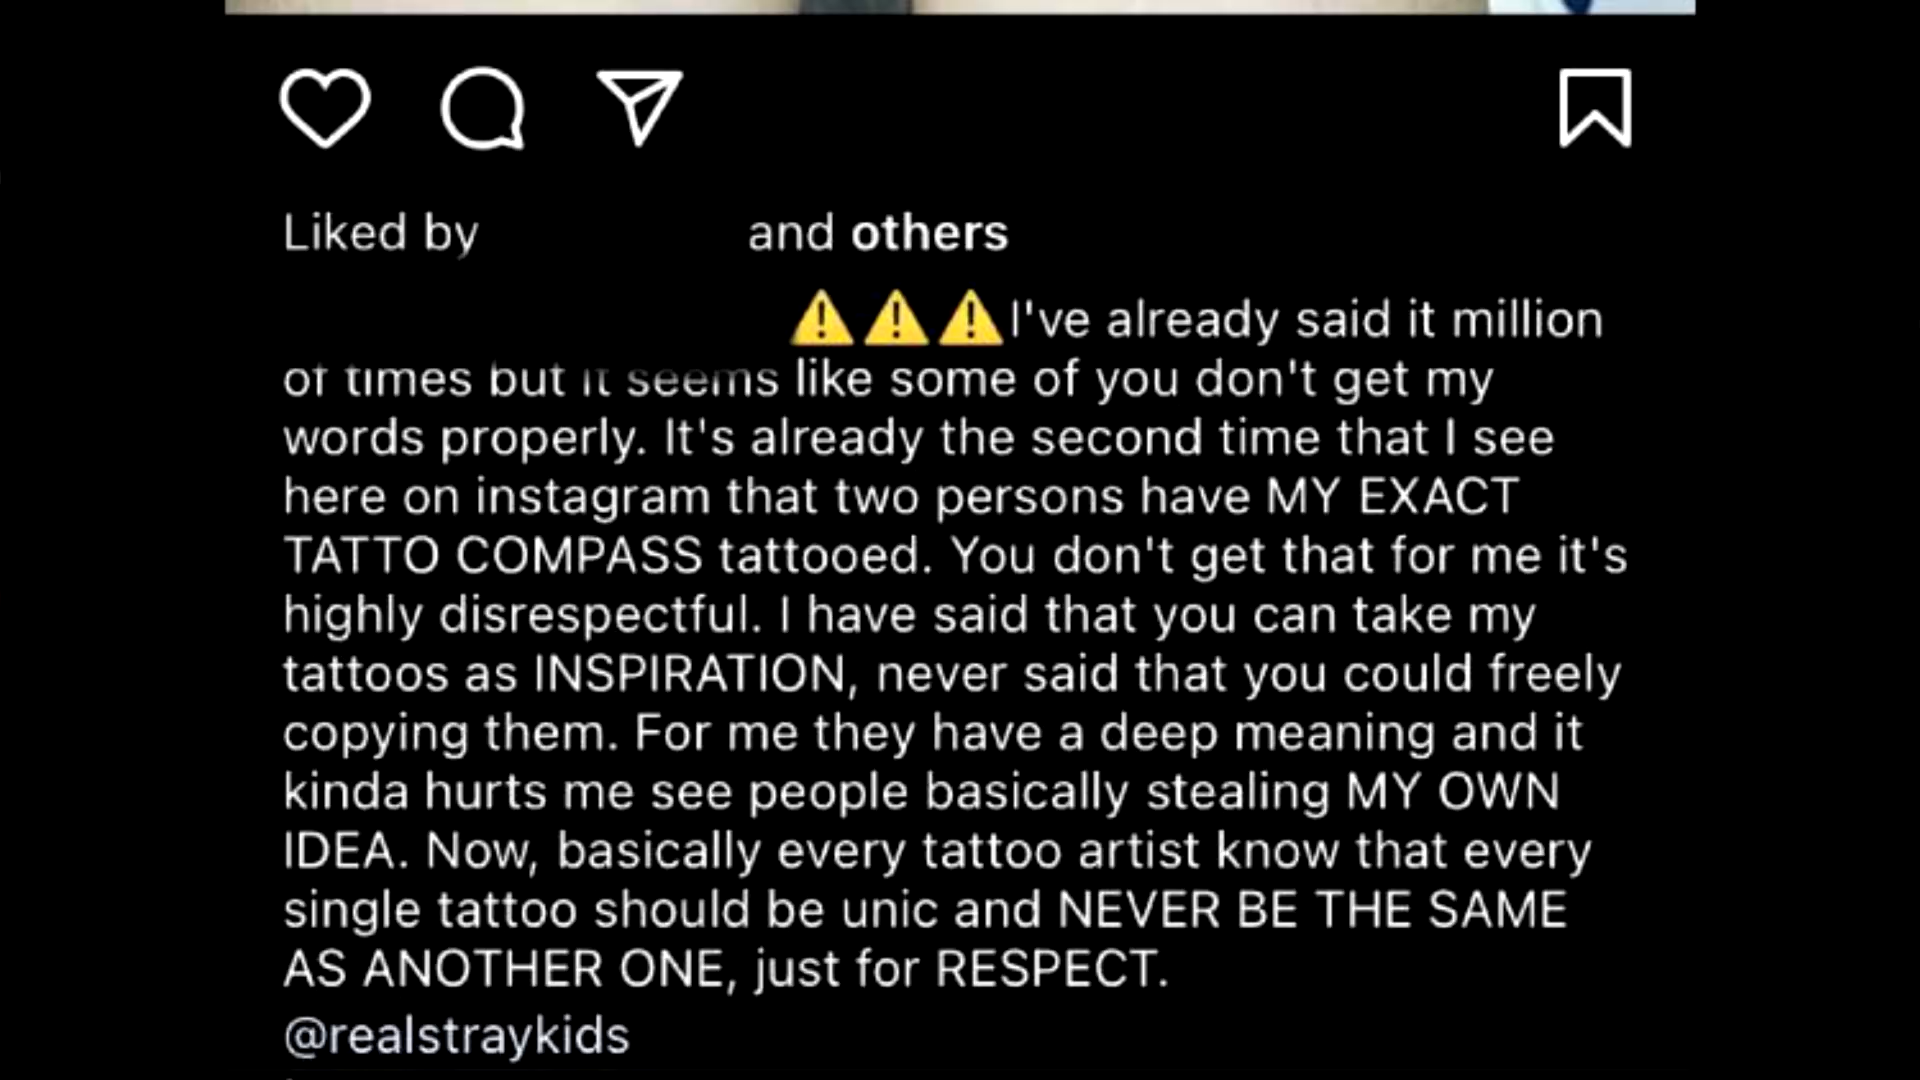 Liked by and others
⚠️⚠️⚠️I've already said it million
of times but it seems like some of you don't get my
words properly. It's already the second time that I see
here on instagram that two persons have MY EXACT
TATTO COMPASS tattooed. You don't get that for me it's
highly disrespectful. I have said that you can take my
tattoos as INSPIRATION, never said that you could freely
copying them. For me they have a deep meaning and it
kinda hurts me see people basically stealing MY OWN
IDEA. Now, basically every tattoo artist know that every
single tattoo should be unic and NEVER BE THE SAME
AS ANOTHER ONE, just for RESPECT.
@realstraykids